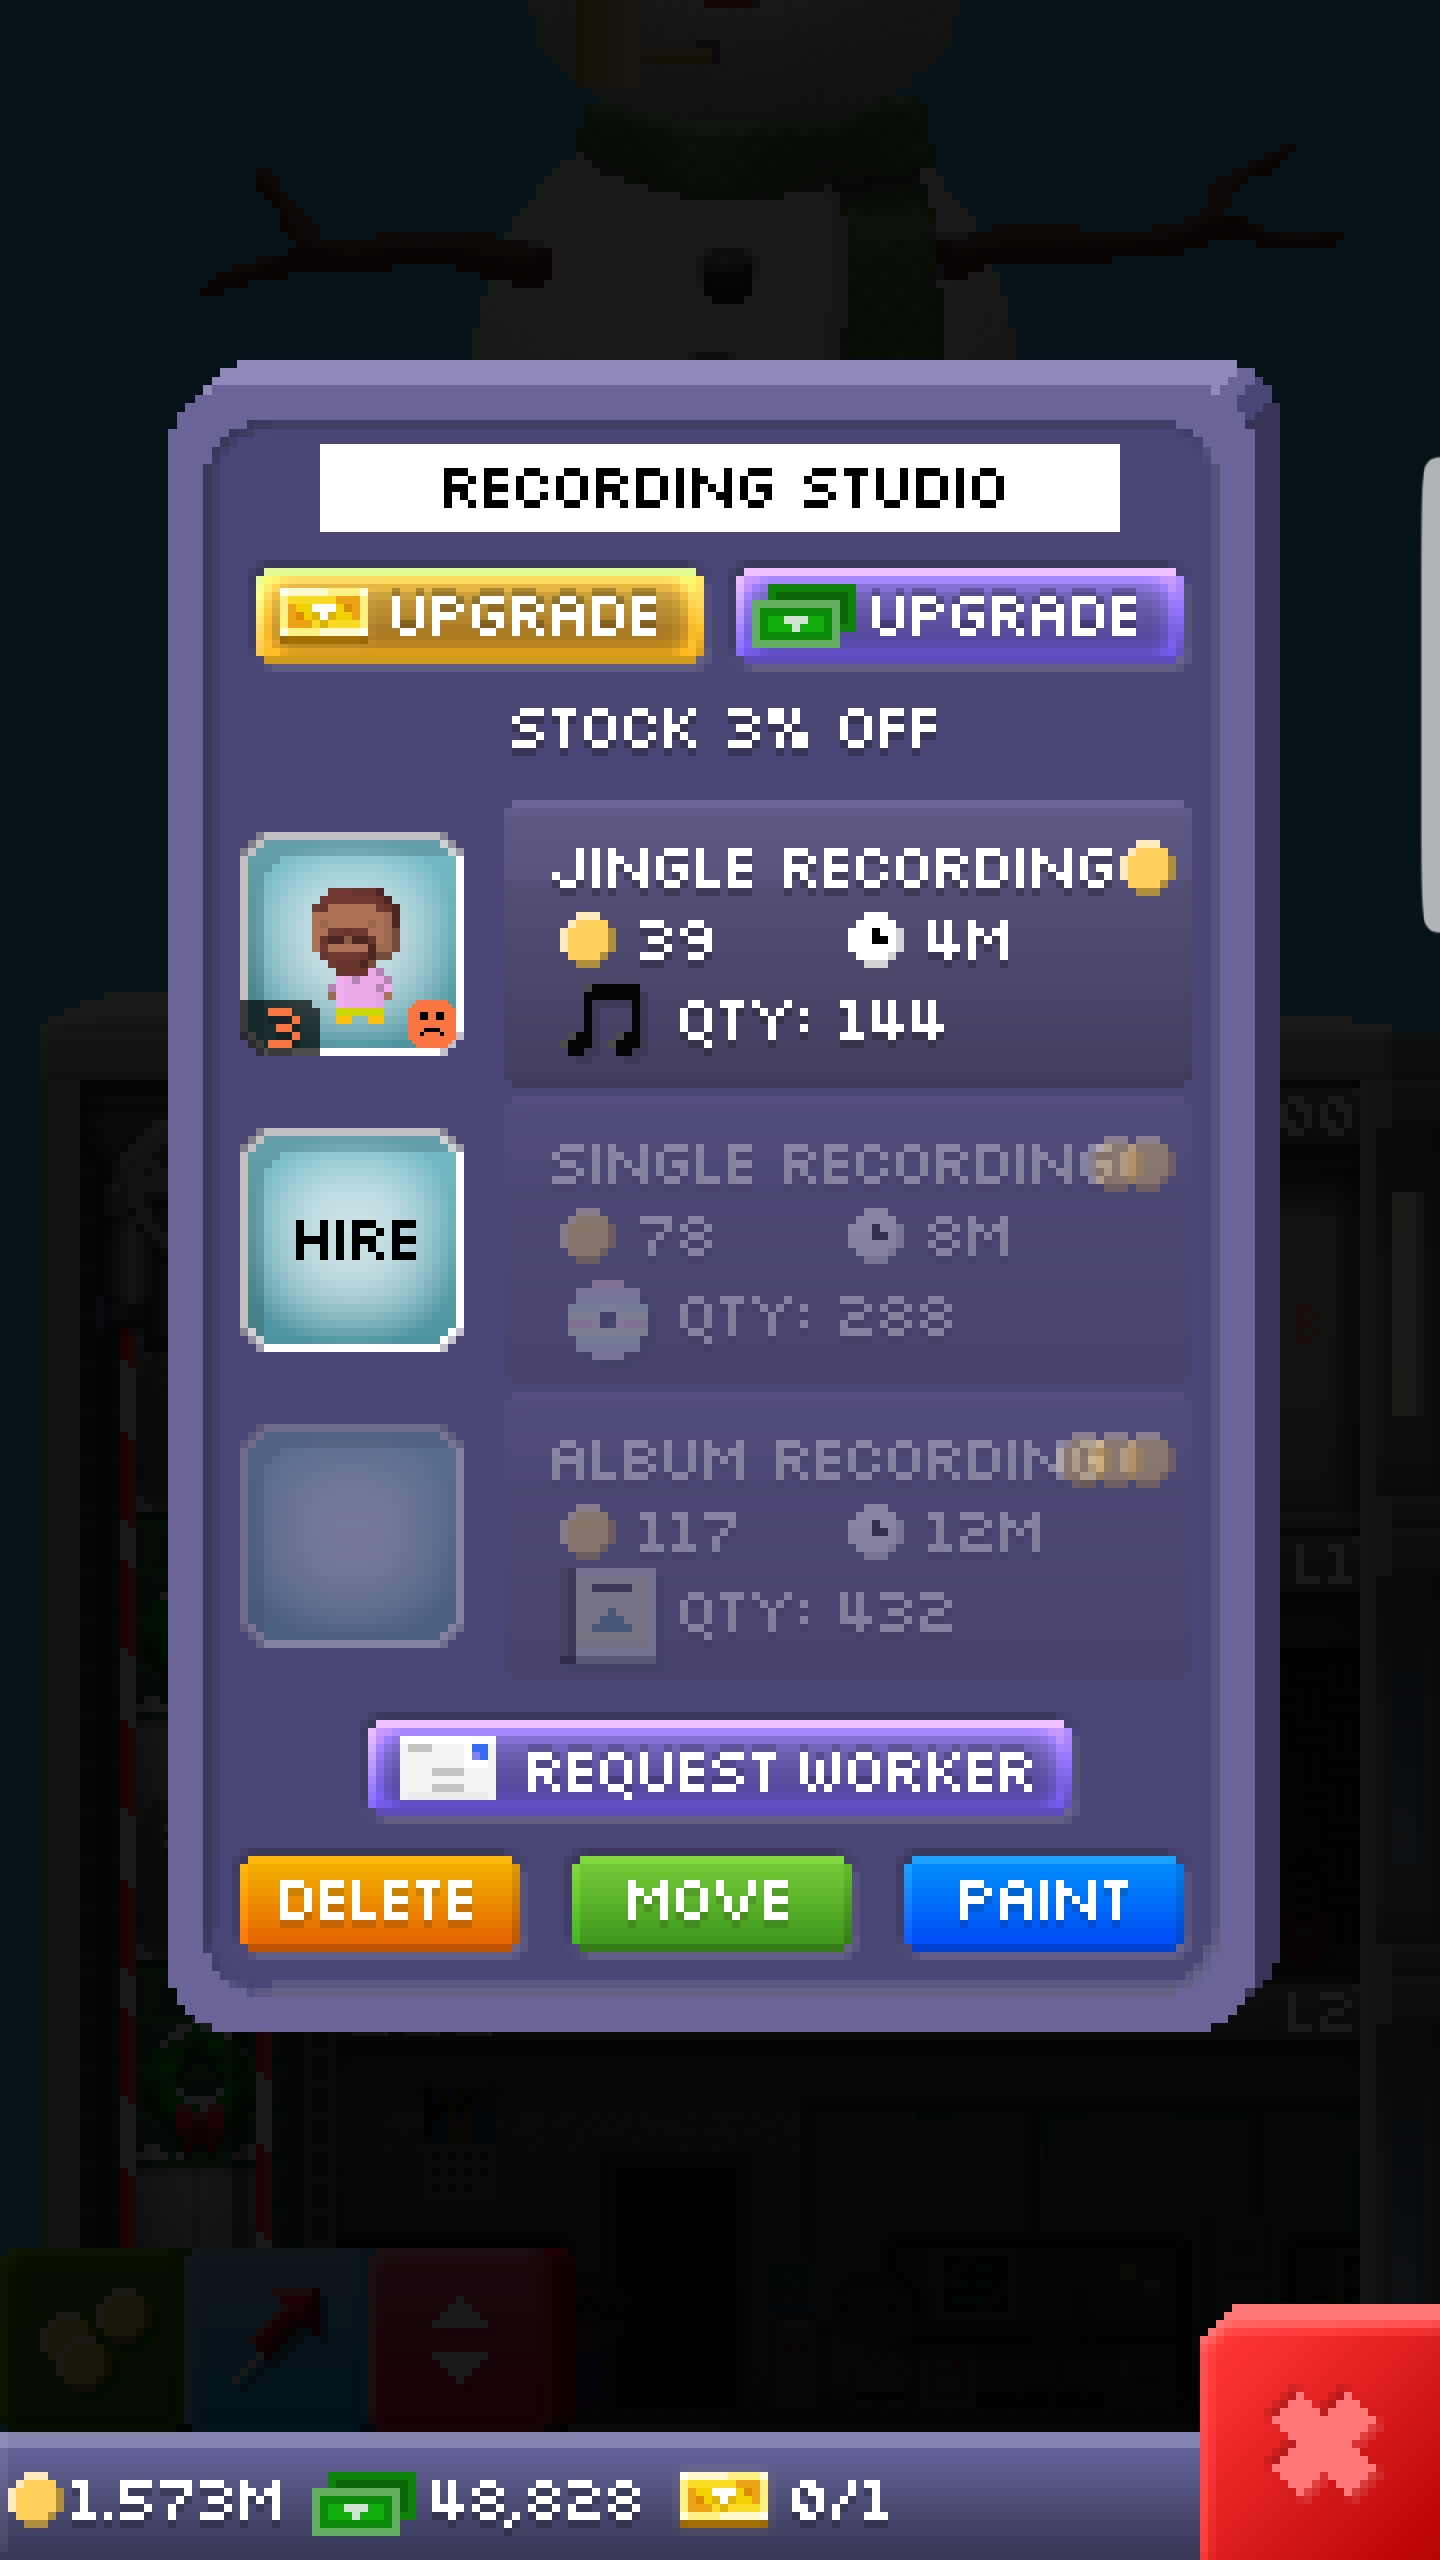 RECORDING STUDIO
UPGRADE UPGRADE
STOCK 3% OFF
JINGLE RECORDING
39 4M
QTY: 144
3
HIRE
SINGLE RECORDING
78 8M
QTY: 288
ALBUM RECORDING
117 12M
QTY: 432
REQUEST WORKER
DELETE MOVE PAINT
L1
L2
1.573M 48,828 0/1